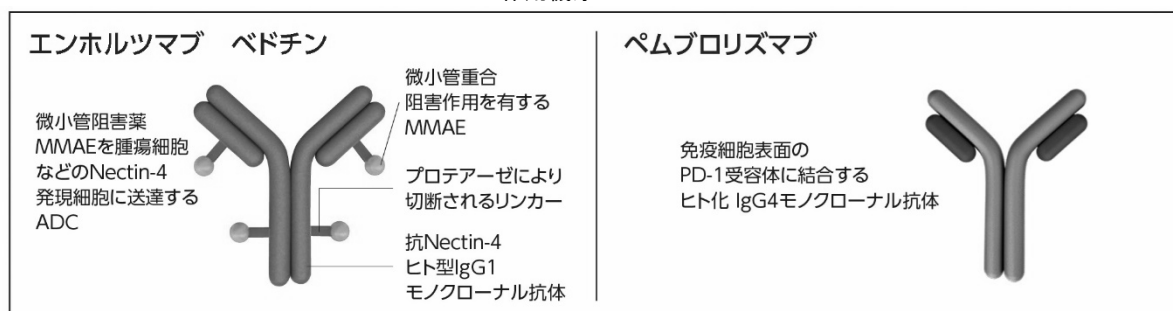 エンホルツマブ　ベドチン
微小管阻害薬
MMAEを腫瘍細胞
などのNectin-4
発現細胞に送達する
ADC
微小管重合
阻害作用を有する
MMAE
プロテアーゼにより
切断されるリンカー
抗Nectin-4
ヒト型IgG1
モノクローナル抗体
ペムブロリズマブ
免疫細胞表面の
PD-1受容体に結合する
ヒト化 IgG4モノクローナル抗体